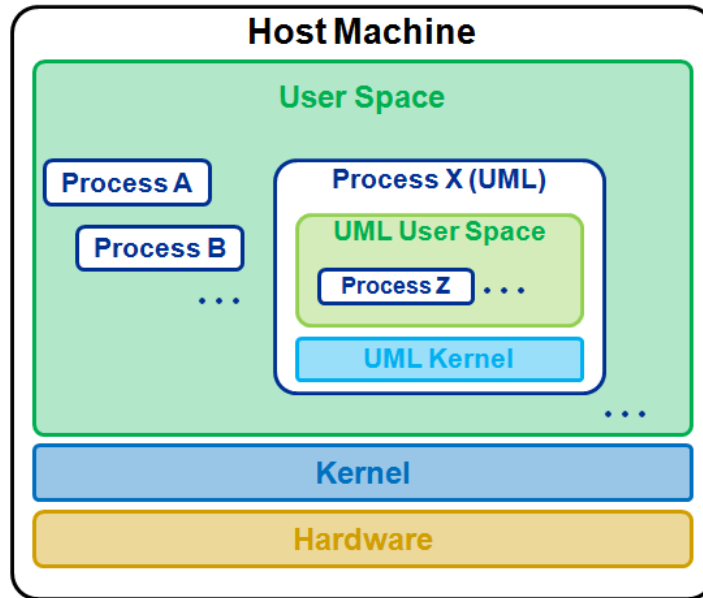 Host Machine
User Space
Process A
Process X (UML)
UML User Space
Process B
Process Z ...
...
UML Kernel
...
Kernel
Hardware